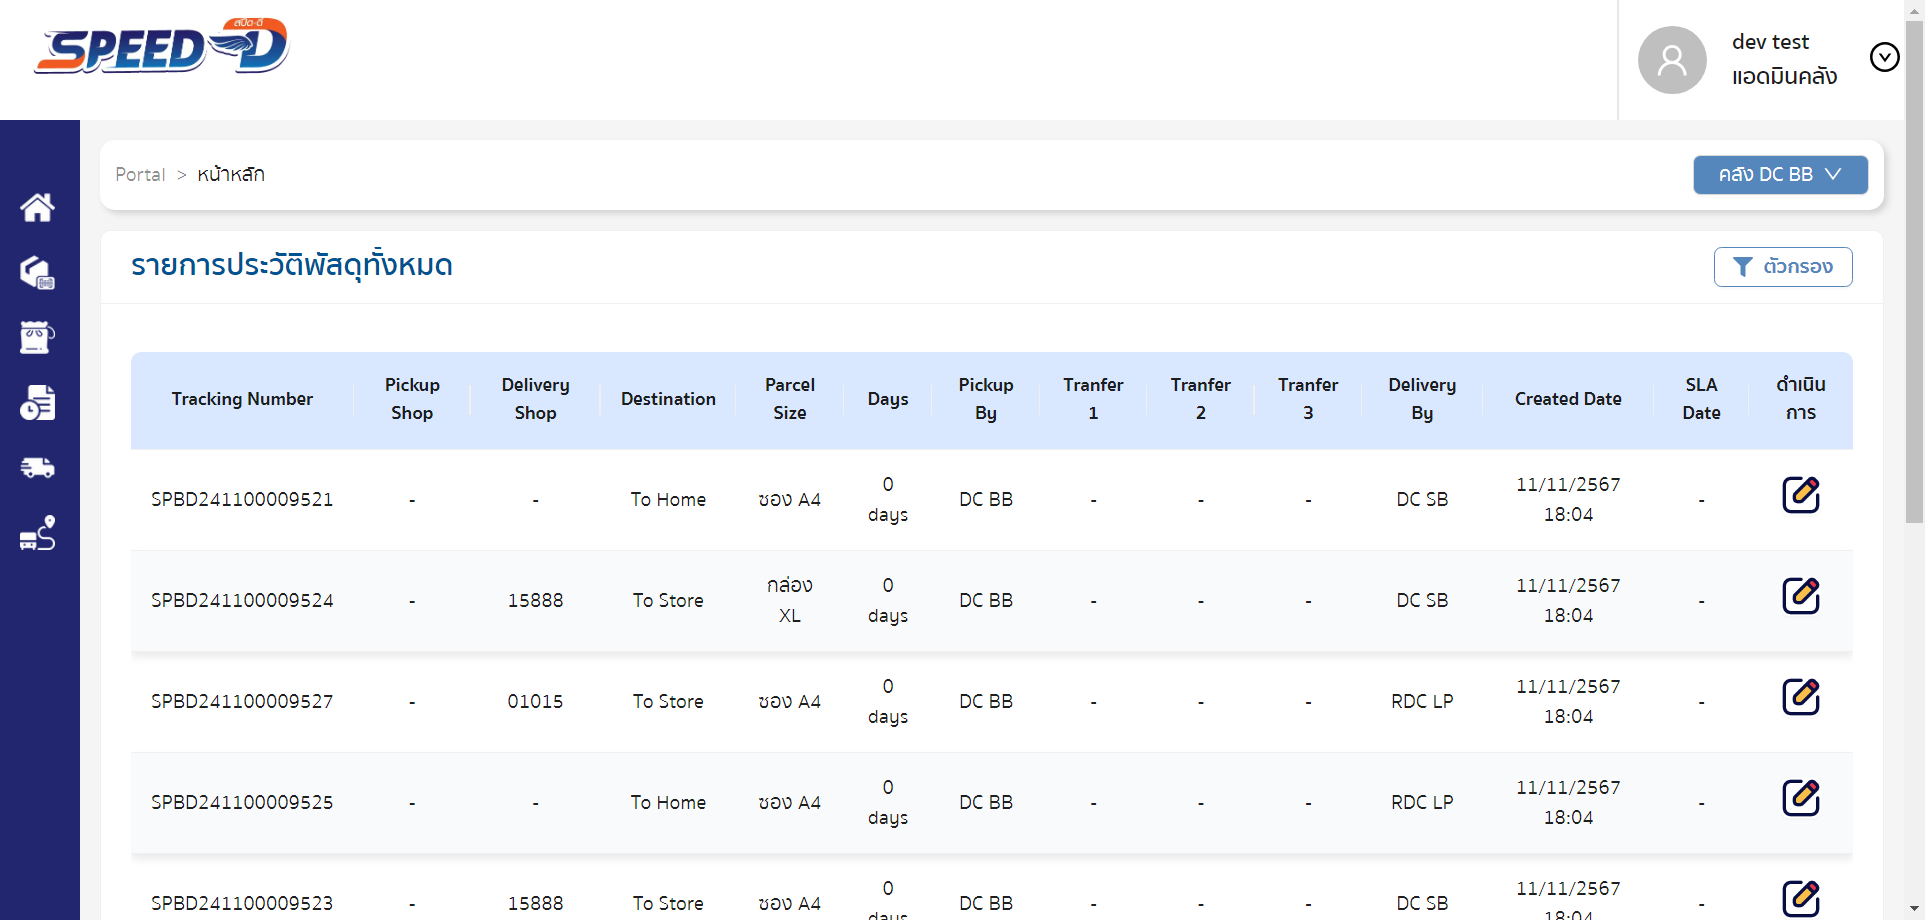 สปีด-ดี
SPEED-D
dev test
แอดมินคลัง
Portal > หน้าหลัก
คลัง DC BB
รายการประวัติพัสดุทั้งหมด
ตัวกรอง
Tracking Number Pickup Shop Delivery Shop Destination Parcel Size Days Pickup By Tranfer 1 Tranfer 2 Tranfer 3 Delivery By Created Date SLA Date ดำเนินการ
SPBD241100009521 - - To Home ซอง A4 0 days DC BB - - - DC SB 11/11/2567 18:04 -
SPBD241100009524 - 15888 To Store กล่อง XL 0 days DC BB - - - DC SB 11/11/2567 18:04 -
SPBD241100009527 - 01015 To Store ซอง A4 0 days DC BB - - - RDC LP 11/11/2567 18:04 -
SPBD241100009525 - - To Home ซอง A4 0 days DC BB - - - RDC LP 11/11/2567 18:04 -
SPBD241100009523 - 15888 To Store ซอง A4 0 days DC BB - - - DC SB 11/11/2567 18:04 -